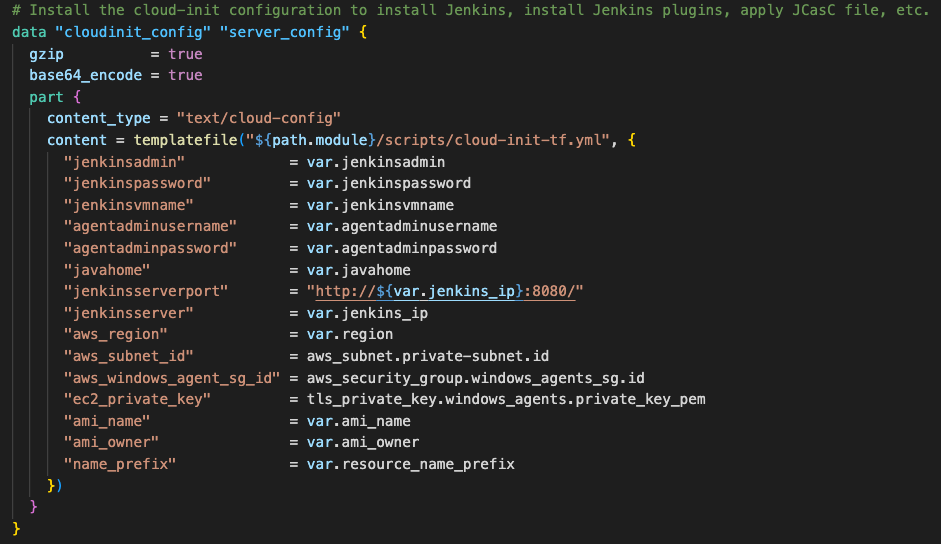 # Install the cloud-init configuration to install Jenkins, install Jenkins plugins, apply JCasC file, etc.
data "cloudinit_config" "server_config" {
  gzip          = true
  base64_encode = true
  part {
    content_type = "text/cloud-config"
    content = templatefile("${path.module}/scripts/cloud-init-tf.yml", {
      "jenkinsadmin"            = var.jenkinsadmin
      "jenkinspassword"         = var.jenkinspassword
      "jenkinsvmname"           = var.jenkinsvmname
      "agentadminusername"      = var.agentadminusername
      "agentadminpassword"      = var.agentadminpassword
      "javahome"                = var.javahome
      "jenkinsserverport"       = "http://${var.jenkins_ip}:8080/"
      "jenkinsserver"           = var.jenkins_ip
      "aws_region"              = var.region
      "aws_subnet_id"           = aws_subnet.private-subnet.id
      "aws_windows_agent_sg_id" = aws_security_group.windows_agents_sg.id
      "ec2_private_key"         = tls_private_key.windows_agents.private_key_pem
      "ami_name"                = var.ami_name
      "ami_owner"               = var.ami_owner
      "name_prefix"             = var.resource_name_prefix
    })
  }
}